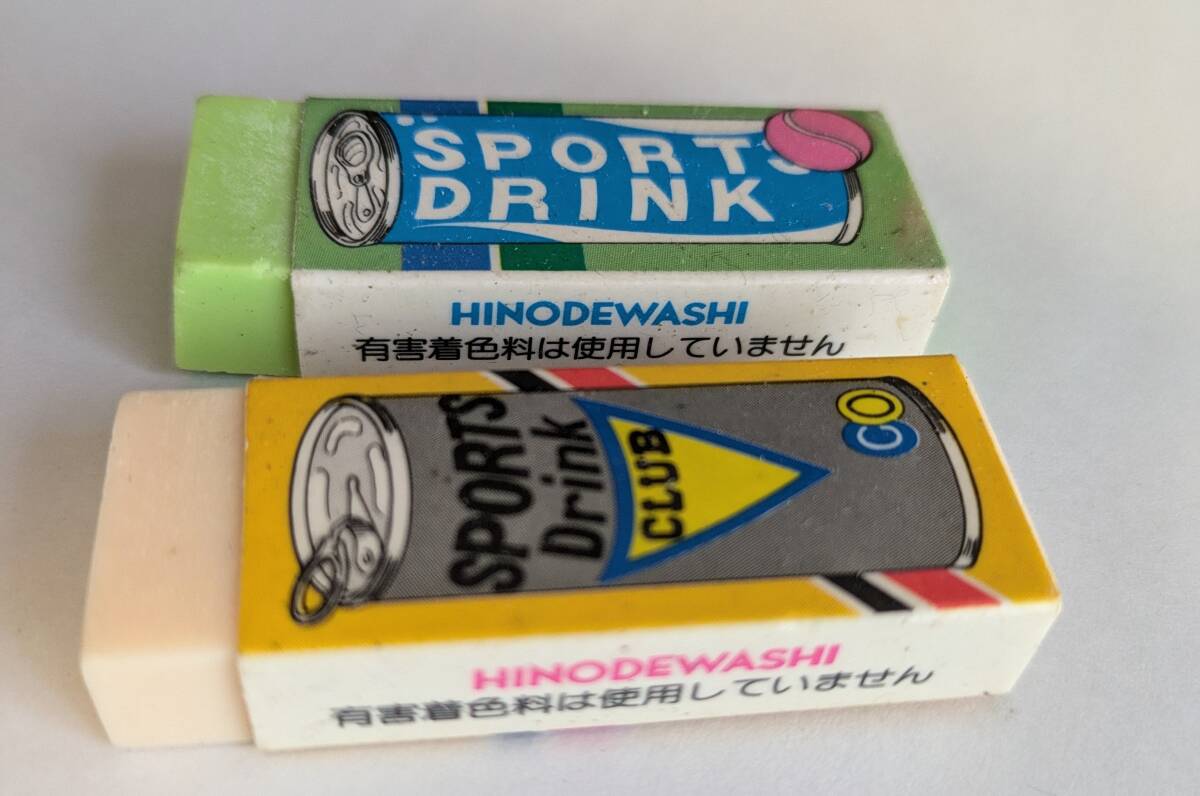 SPORTS
DRINK
HINODEWASHI
有害着色料は使用していません
SPORTS
Drink
CLUB
CO
HINODEWASHI
有害着色料は使用していません